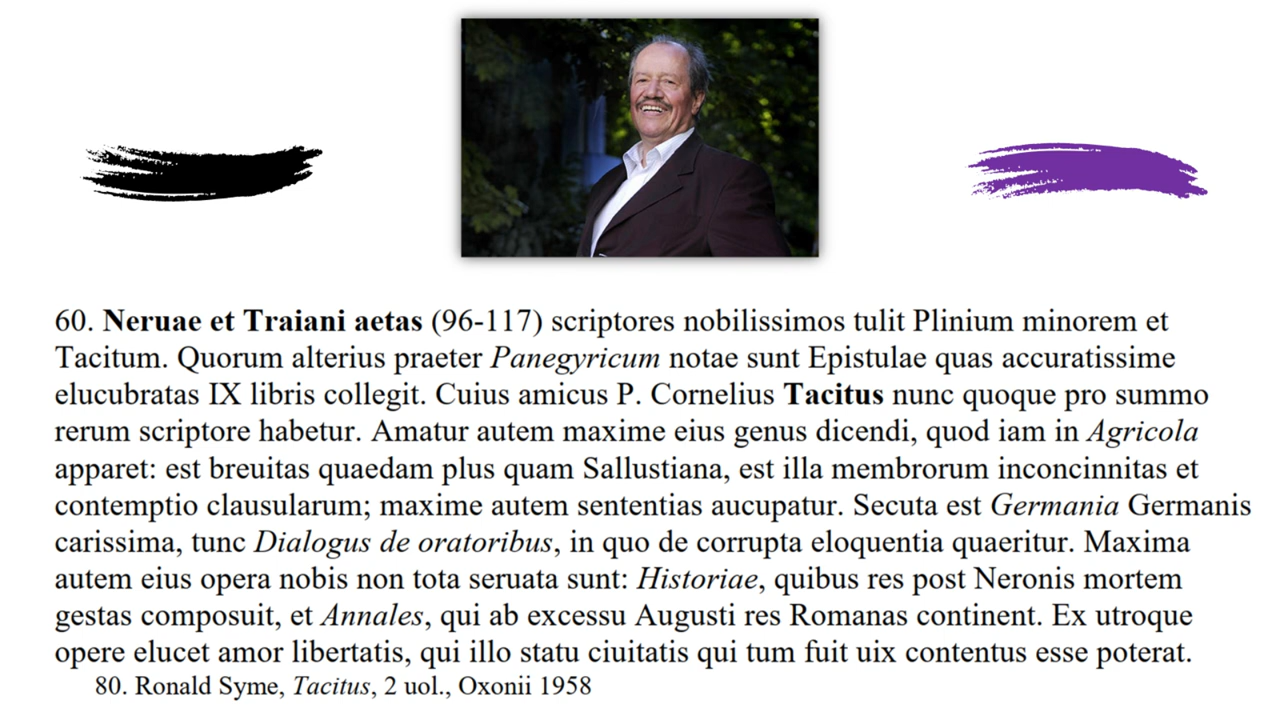 60. Neruae et Traiani aetas (96-117) scriptores nobilissimos tulit Plinium minorem et
Tacitum. Quorum alterius praeter Panegyricum notae sunt Epistulae quas accuratissime
elucubratas IX libris collegit. Cuius amicus P. Cornelius Tacitus nunc quoque pro summo
rerum scriptore habetur. Amatur autem maxime eius genus dicendi, quod iam in Agricola
apparet: est breuitas quaedam plus quam Sallustiana, est illa membrorum inconcinnitas et
contemptio clausularum; maxime autem sententias aucupatur. Secuta est Germania Germanis
carissima, tunc Dialogus de oratoribus, in quo de corrupta eloquentia quaeritur. Maxima
autem eius opera nobis non tota seruata sunt: Historiae, quibus res post Neronis mortem
gestas composuit, et Annales, qui ab excessu Augusti res Romanas continent. Ex utroque
opere elucet amor libertatis, qui illo statu ciuitatis qui tum fuit uix contentus esse poterat.
80. Ronald Syme, Tacitus, 2 uol., Oxonii 1958